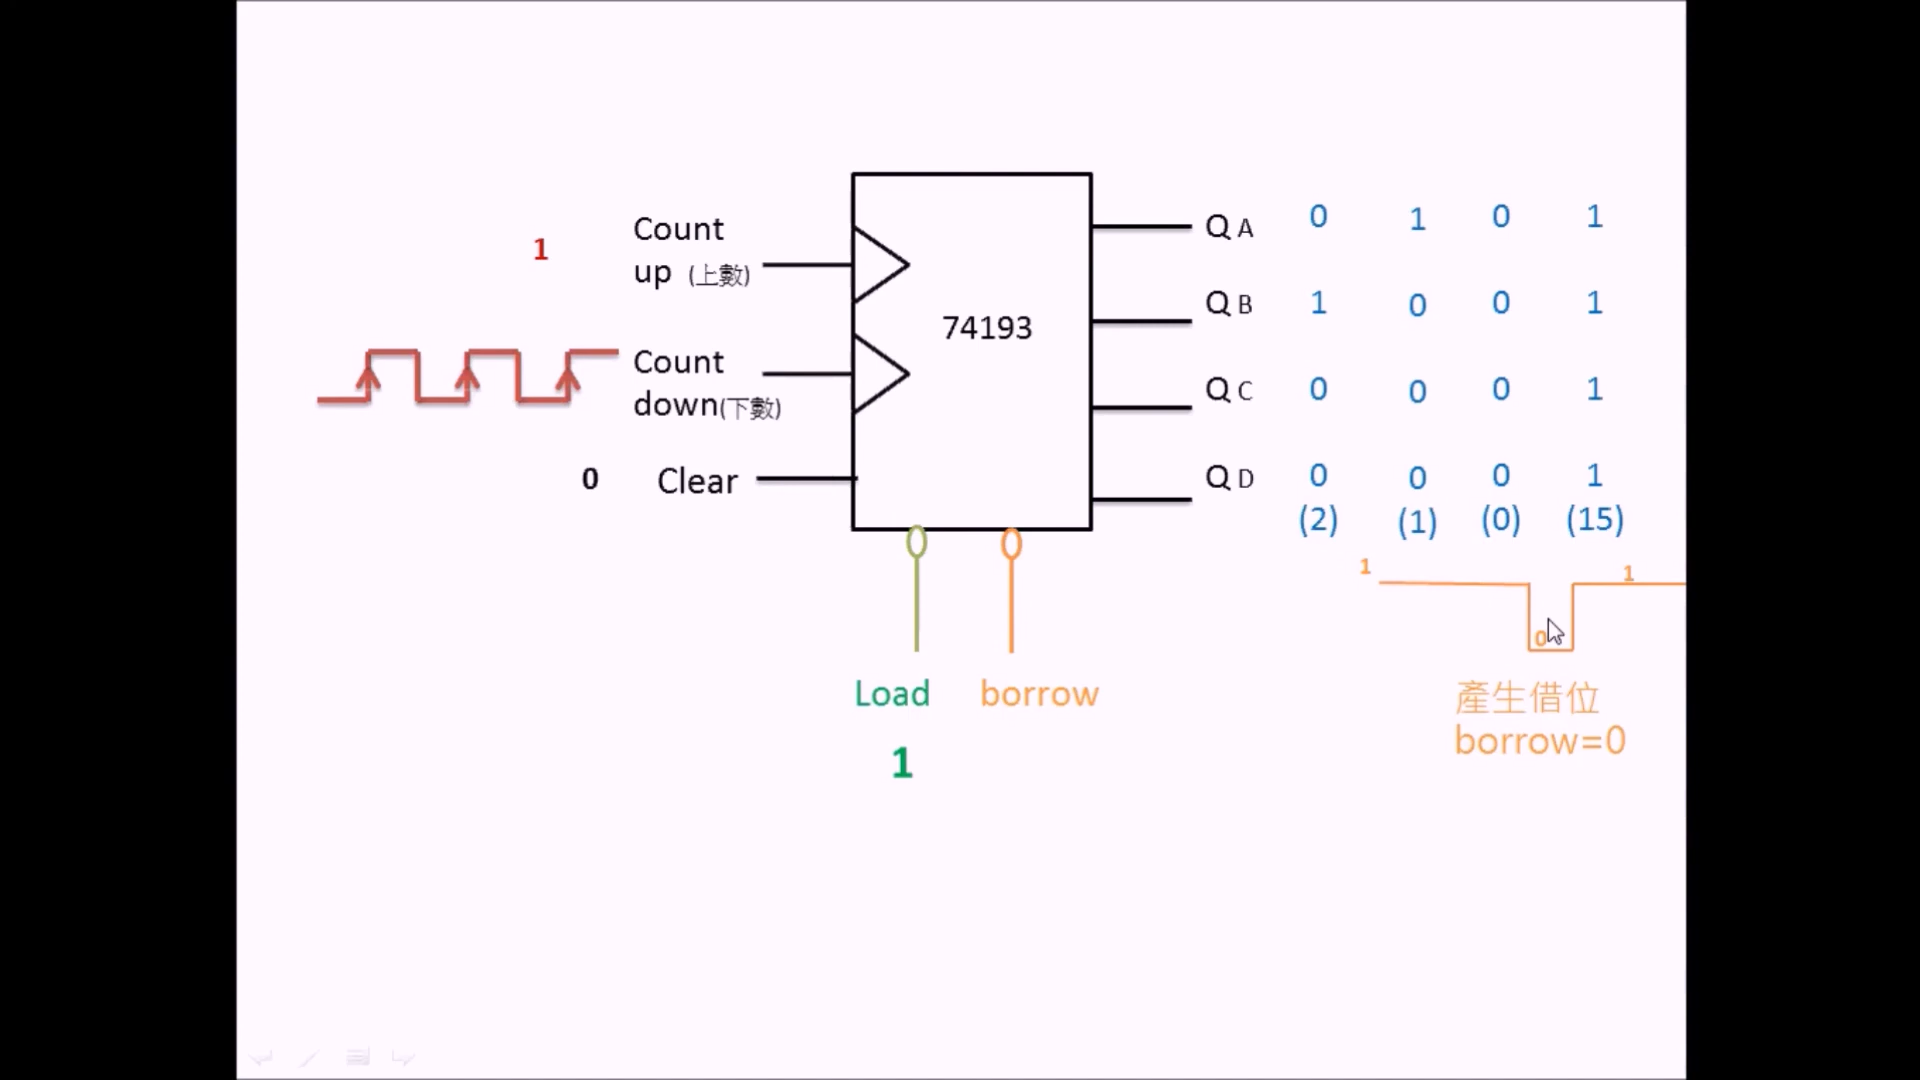 1
Count
up (上數)
Count
down(下數)
0 Clear
74193
Q A 0 1 0 1
Q B 1 0 0 1
Q C 0 0 0 1
Q D 0 0 0 1
(2) (1) (0) (15)
1 1
0
Load borrow
1
產生借位
borrow=0